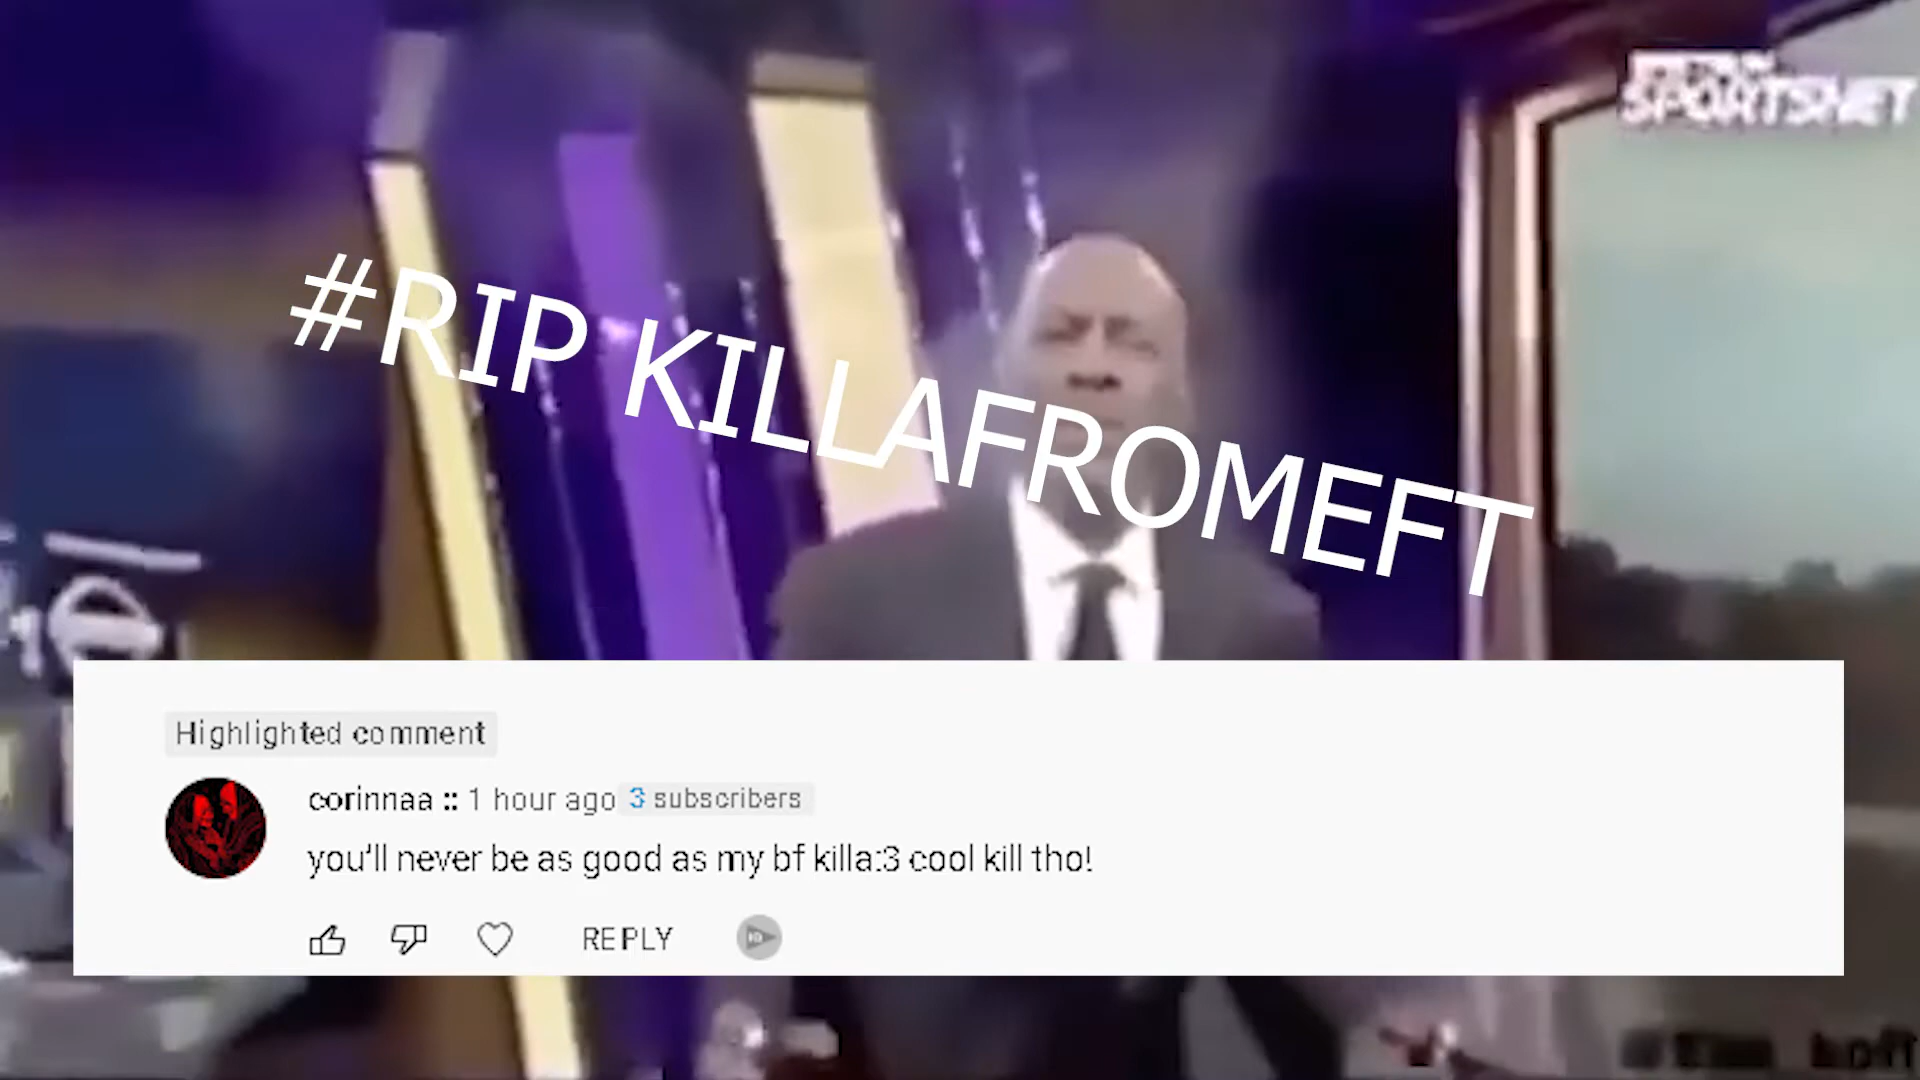 SPORTSNET
#RIP KILLAFROMEFT
Highlighted comment
corinnaa :: 1 hour ago 3 subscribers
you'll never be as good as my bf killa:3 cool kill tho!
REPLY